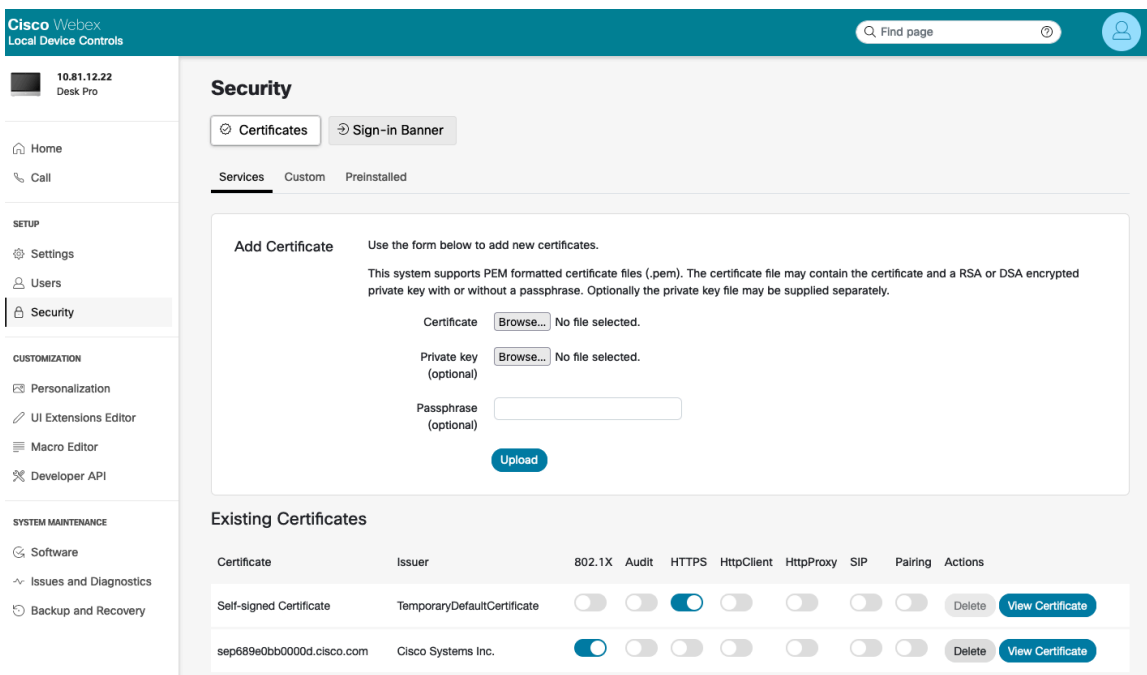 Cisco Webex
Local Device Controls
Find page
10.81.12.22
Desk Pro
Home
Call
SETUP
Settings
Users
Security
CUSTOMIZATION
Personalization
UI Extensions Editor
Macro Editor
Developer API
SYSTEM MAINTENANCE
Software
Issues and Diagnostics
Backup and Recovery
Security
Certificates Sign-in Banner
Services Custom Preinstalled
Add Certificate
Use the form below to add new certificates.
This system supports PEM formatted certificate files (.pem). The certificate file may contain the certificate and a RSA or DSA encrypted
private key with or without a passphrase. Optionally the private key file may be supplied separately.
Certificate Browse... No file selected.
Private key Browse... No file selected.
(optional)
Passphrase
(optional)
Upload
Existing Certificates
Certificate Issuer 802.1X Audit HTTPS HttpClient HttpProxy SIP Pairing Actions
Self-signed Certificate TemporaryDefaultCertificate Delete View Certificate
sep689e0bb0000d.cisco.com Cisco Systems Inc. Delete View Certificate